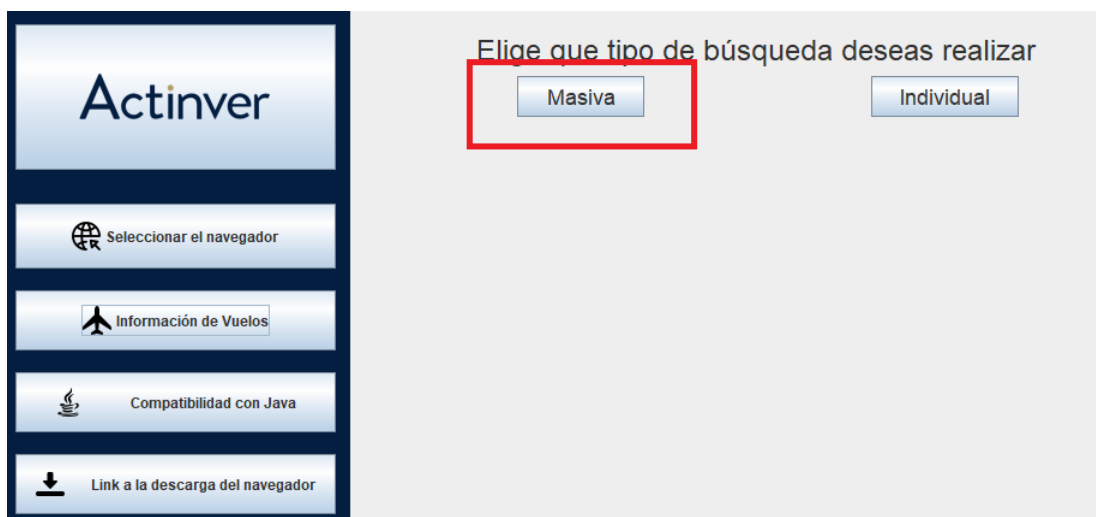 Actinver
Seleccionar el navegador
Información de Vuelos
Compatibilidad con Java
Link a la descarga del navegador
Elige que tipo de búsqueda deseas realizar
Masiva
Individual